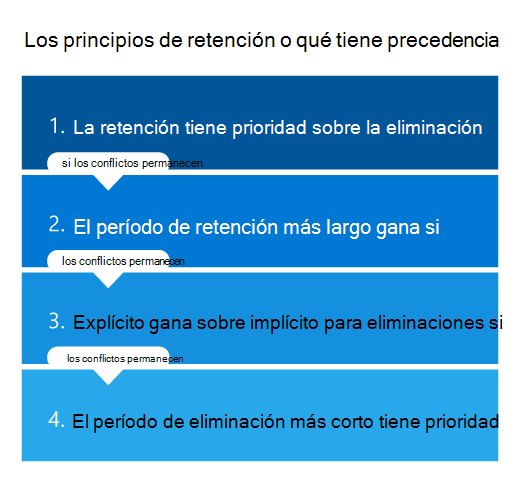 Los principios de retención o qué tiene precedencia
1. La retención tiene prioridad sobre la eliminación
si los conflictos permanecen
2. El período de retención más largo gana si
los conflictos permanecen
3. Explícito gana sobre implícito para eliminaciones si
los conflictos permanecen
4. El período de eliminación más corto tiene prioridad